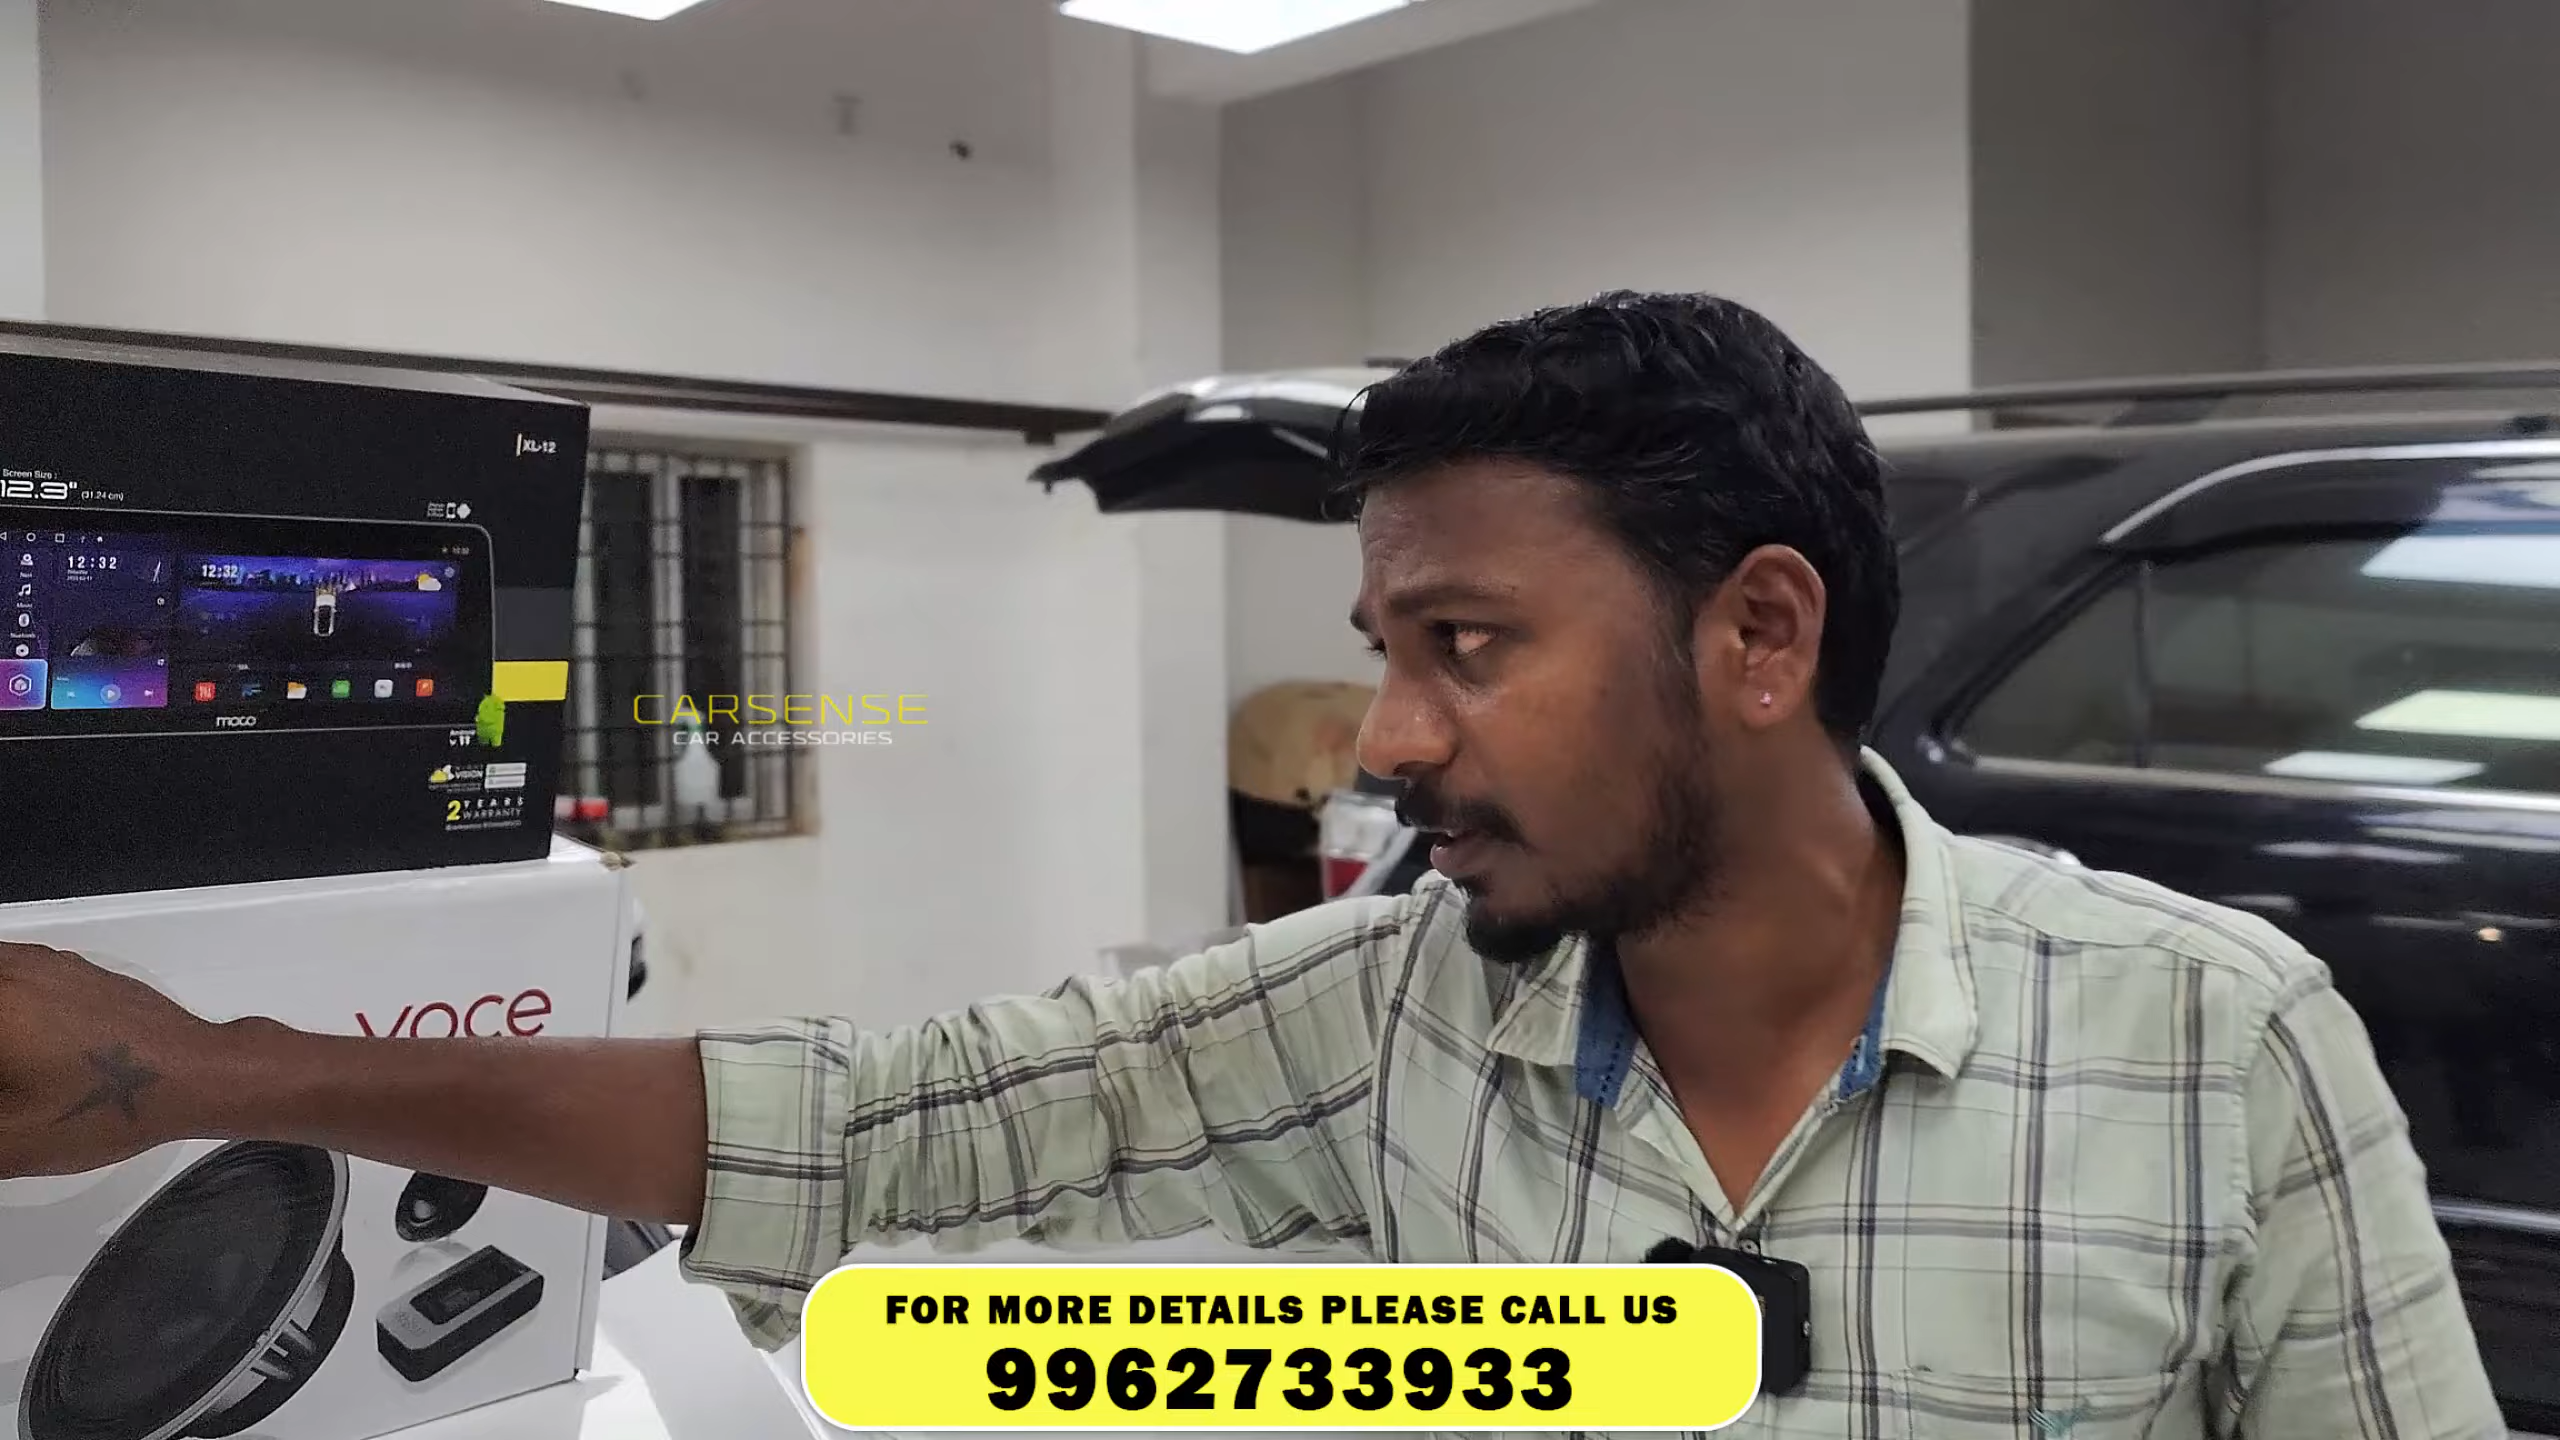 XL-12
Screen Size :
12.3" (31.24 cm)
12:32
12:32
moco
CARSENSE
CAR ACCESSORIES
VISION
2 YEARS
WARRANTY
voce
FOR MORE DETAILS PLEASE CALL US
9962733933